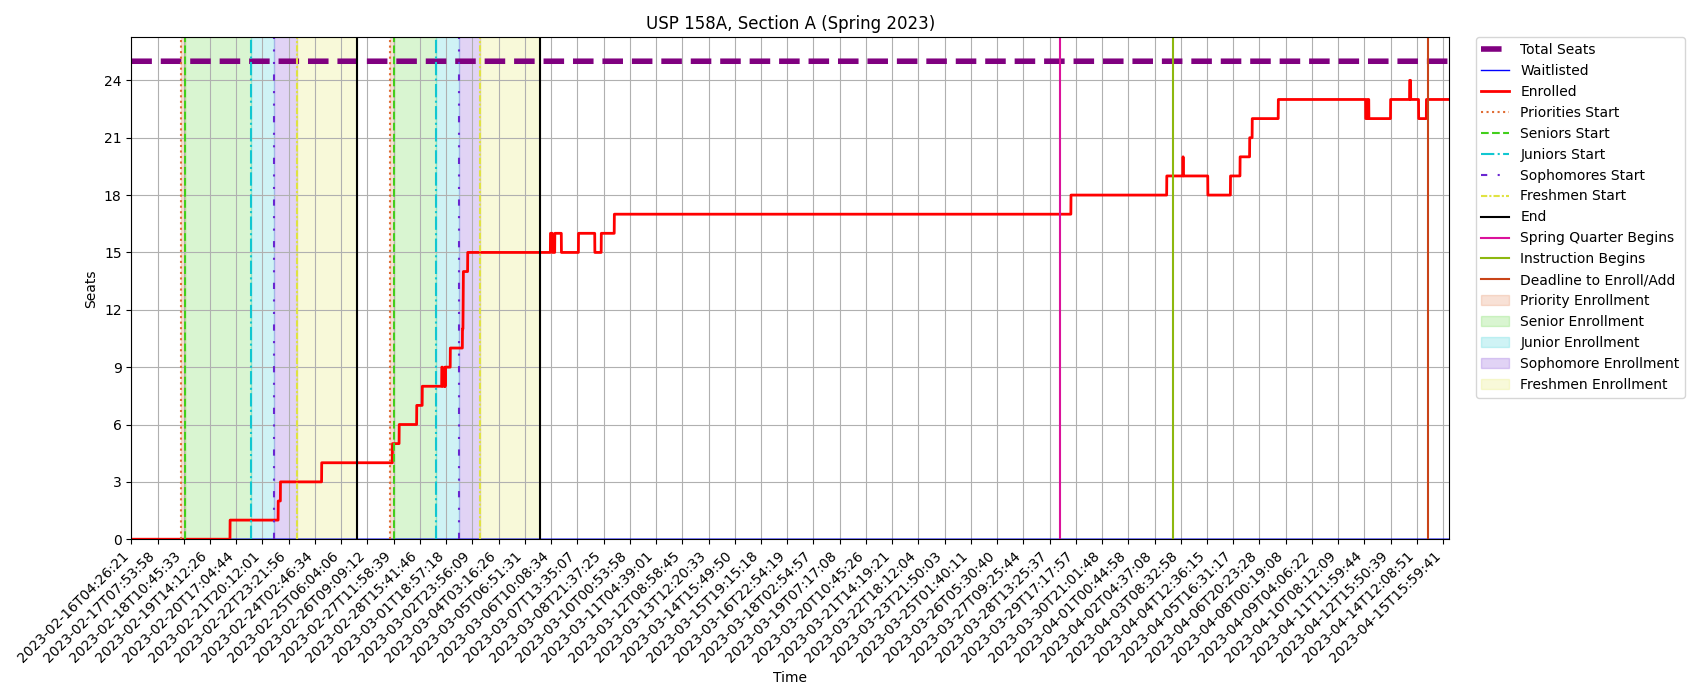 USP 158A, Section A (Spring 2023)
Total Seats
Waitlisted
Enrolled
Priorities Start
Seniors Start
Juniors Start
Sophomores Start
Freshmen Start
End
Spring Quarter Begins
Instruction Begins
Deadline to Enroll/Add
Priority Enrollment
Senior Enrollment
Junior Enrollment
Sophomore Enrollment
Freshmen Enrollment
Seats
24
21
18
15
12
9
6
3
0
2023-02-16T04:26:21
2023-02-17T07:53:58
2023-02-18T10:45:33
2023-02-19T14:12:26
2023-02-20T17:04:44
2023-02-21T20:12:01
2023-02-22T23:21:56
2023-02-24T02:46:34
2023-02-25T06:04:06
2023-02-26T09:09:12
2023-02-27T11:58:39
2023-02-28T15:41:46
2023-03-01T18:57:18
2023-03-02T23:56:09
2023-03-04T03:16:26
2023-03-05T06:51:31
2023-03-06T10:08:34
2023-03-07T13:35:07
2023-03-08T21:37:25
2023-03-10T00:53:58
2023-03-11T04:39:01
2023-03-12T08:58:45
2023-03-13T12:20:33
2023-03-14T15:49:50
2023-03-15T19:15:18
2023-03-16T22:54:19
2023-03-18T02:54:57
2023-03-19T07:17:08
2023-03-20T10:45:26
2023-03-21T14:19:21
2023-03-22T18:12:04
2023-03-23T21:50:03
2023-03-25T01:40:11
2023-03-26T05:30:40
2023-03-27T09:25:44
2023-03-28T13:25:37
2023-03-29T17:17:57
2023-03-30T21:01:48
2023-04-01T00:44:58
2023-04-02T04:37:08
2023-04-03T08:32:58
2023-04-04T12:36:15
2023-04-05T16:31:17
2023-04-06T20:23:28
2023-04-08T00:19:08
2023-04-09T04:06:22
2023-04-10T08:12:09
2023-04-11T11:59:44
2023-04-12T15:50:39
2023-04-14T12:08:51
2023-04-15T15:59:41
Time